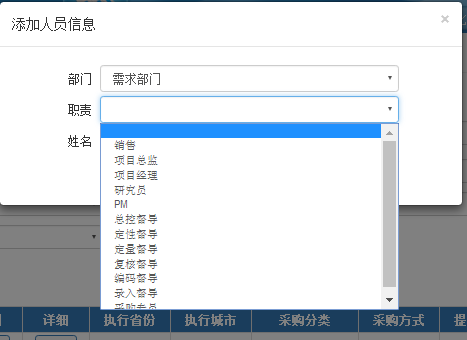 添加人员信息 ×
部门 需求部门
职责
姓名
销售
项目总监
项目经理
研究员
PM
总控督导
定性督导
定量督导
复核督导
编码督导
录入督导
详细 执行省份 执行城市 采购分类 采购方式